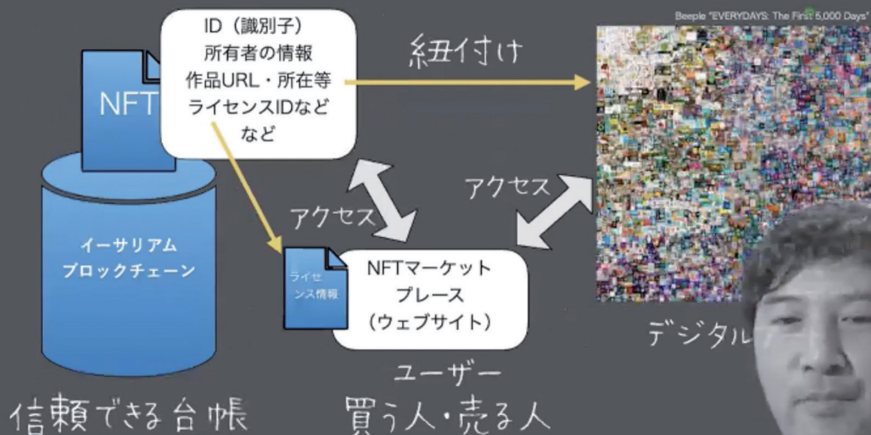 Beeple "EVERYDAYS: The First 5,000 Days"
ID（識別子）
所有者の情報
作品URL・所在等
ライセンスIDなど
など
紐付け
NFT
アクセス
アクセス
イーサリアム
ブロックチェーン
ライセ
ンス情報
NFTマーケット
プレース
（ウェブサイト）
デジタル
ユーザー
信頼できる台帳
買う人・売る人